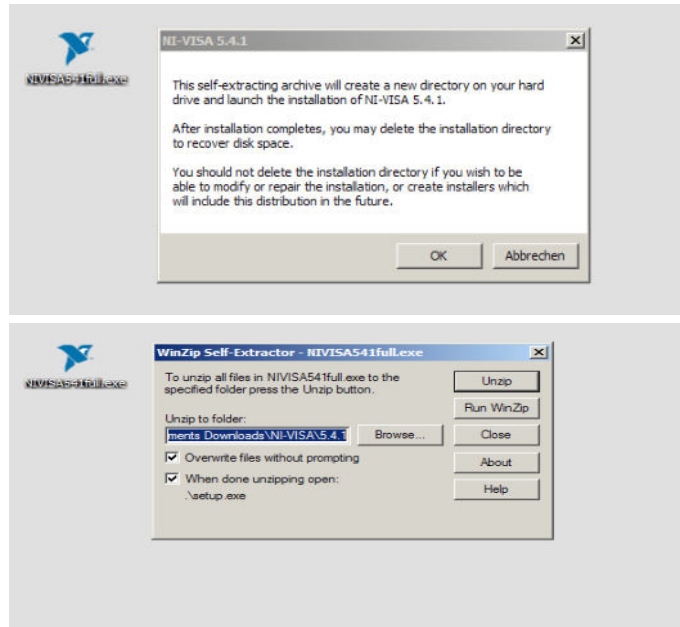 NI-VISA 5.4.1
NIVISA541full.exe
This self-extracting archive will create a new directory on your hard
drive and launch the installation of NI-VISA 5.4.1.
After installation completes, you may delete the installation directory
to recover disk space.
You should not delete the installation directory if you wish to be
able to modify or repair the installation, or create installers which
will include this distribution in the future.
OK Abbrechen
WinZip Self-Extractor - NIVISA541full.exe
NIVISA541full.exe
To unzip all files in NIVISA541full.exe to the
specified folder press the Unzip button.
Unzip
Run WinZip
Unzip to folder:
ments Downloads\NI-VISA\5.4.1 Browse... Close
Overwrite files without prompting
About
When done unzipping open:
.\setup.exe
Help